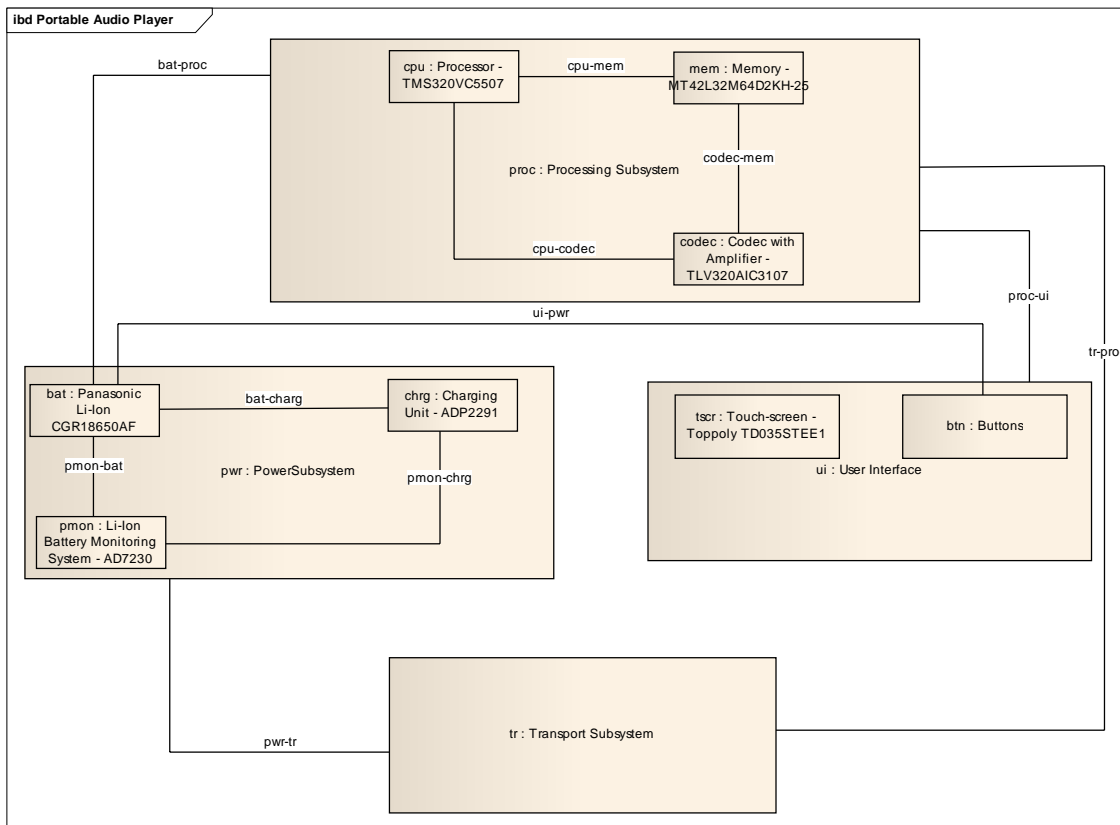 ibd Portable Audio Player
bat-proc
cpu : Processor -
TMS320VC5507
cpu-mem
mem : Memory -
MT42L32M64D2KH-25
codec-mem
proc : Processing Subsystem
cpu-codec
codec : Codec with
Amplifier -
TLV320AIC3107
proc-ui
ui-pwr
tr-pro
bat : Panasonic
Li-Ion
CGR18650AF
bat-charg
chrg : Charging
Unit - ADP2291
pmon-bat
pwr : PowerSubsystem
pmon-chrg
pmon : Li-Ion
Battery Monitoring
System - AD7230
tscr : Touch-screen -
Toppoly TD035STEE1
btn : Buttons
ui : User Interface
tr : Transport Subsystem
pwr-tr